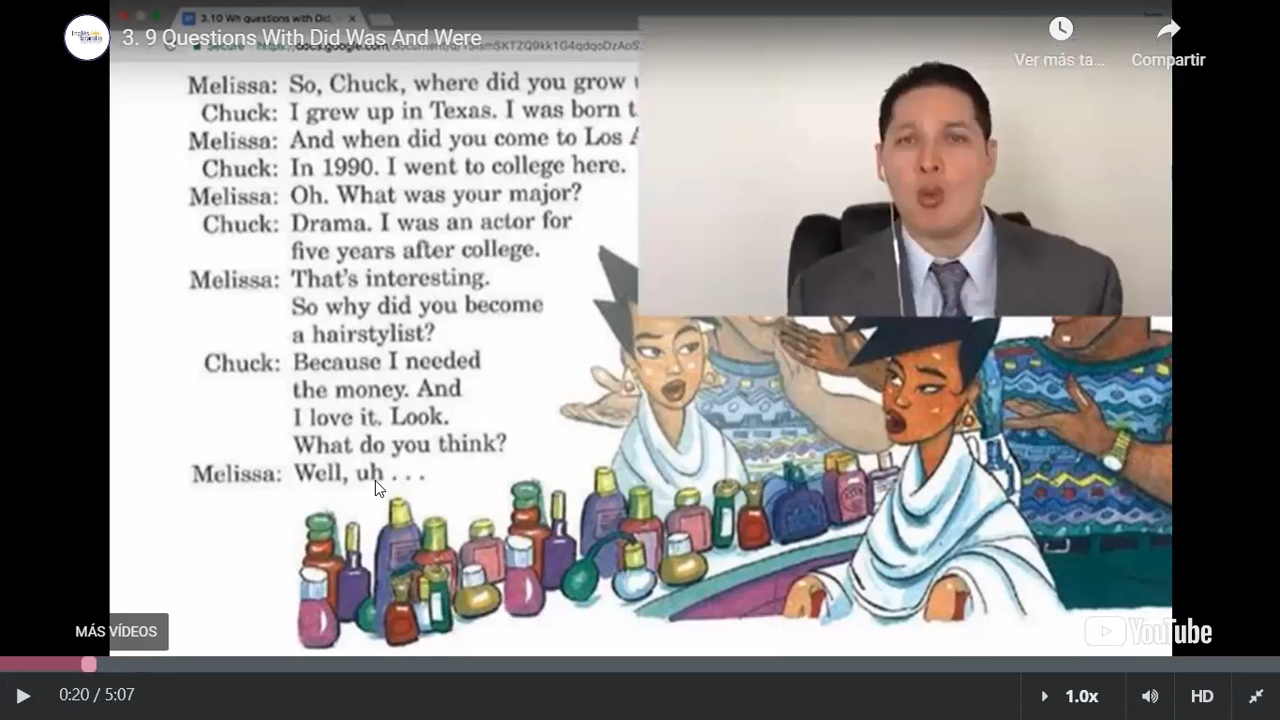 3.10 Wh questions with Did,
3. 9 Questions With Did Was And Were
Ver más ta...
Compartir
Melissa: So, Chuck, where did you grow
Chuck: I grew up in Texas. I was born
Melissa: And when did you come to Los
Chuck: In 1990. I went to college here.
Melissa: Oh. What was your major?
Chuck: Drama. I was an actor for
five years after college.
Melissa: That's interesting.
So why did you become
a hairstylist?
Chuck: Because I needed
the money. And
I love it. Look.
What do you think?
Melissa: Well, uh . . .
MÁS VÍDEOS
YouTube
0:20 / 5:07
1.0x
HD